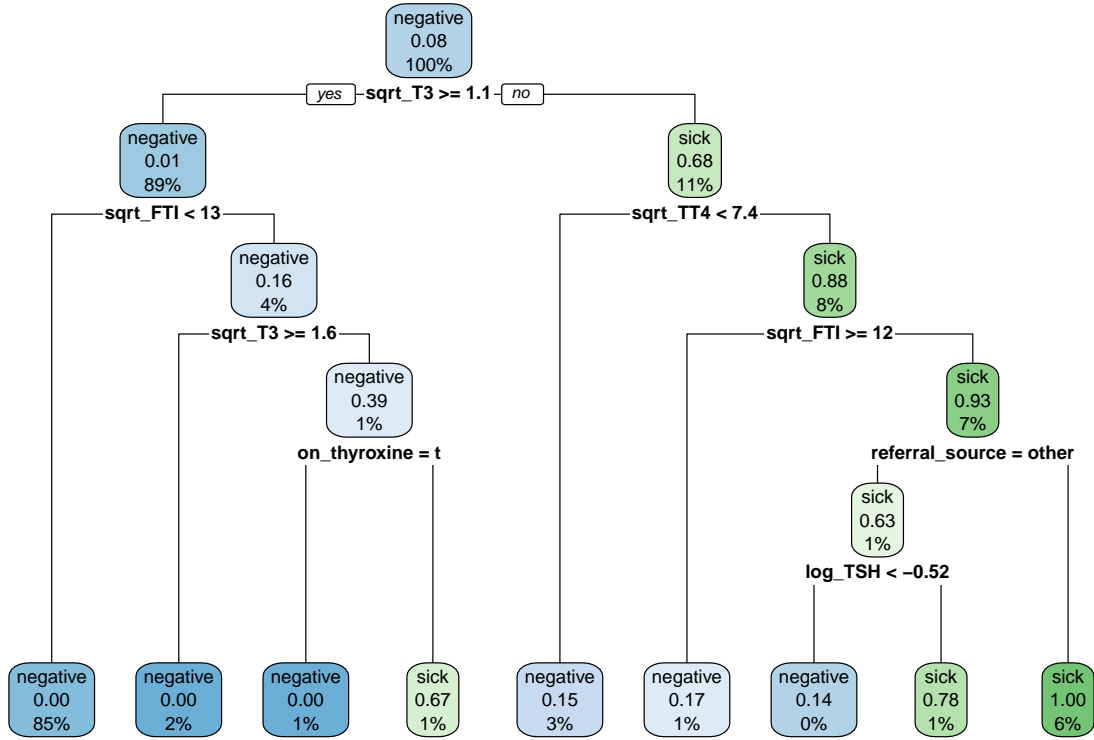 negative
0.08
100%
yes sqrt_T3 >= 1.1 no
negative
0.01
89%
sick
0.68
11%
sqrt_FTI < 13
sqrt_TT4 < 7.4
negative
0.16
4%
sick
0.88
8%
sqrt_T3 >= 1.6
sqrt_FTI >= 12
negative
0.39
1%
sick
0.93
7%
on_thyroxine = t
referral_source = other
sick
0.63
1%
log_TSH < −0.52
negative
0.00
85%
negative
0.00
2%
negative
0.00
1%
sick
0.67
1%
negative
0.15
3%
negative
0.17
1%
negative
0.14
0%
sick
0.78
1%
sick
1.00
6%